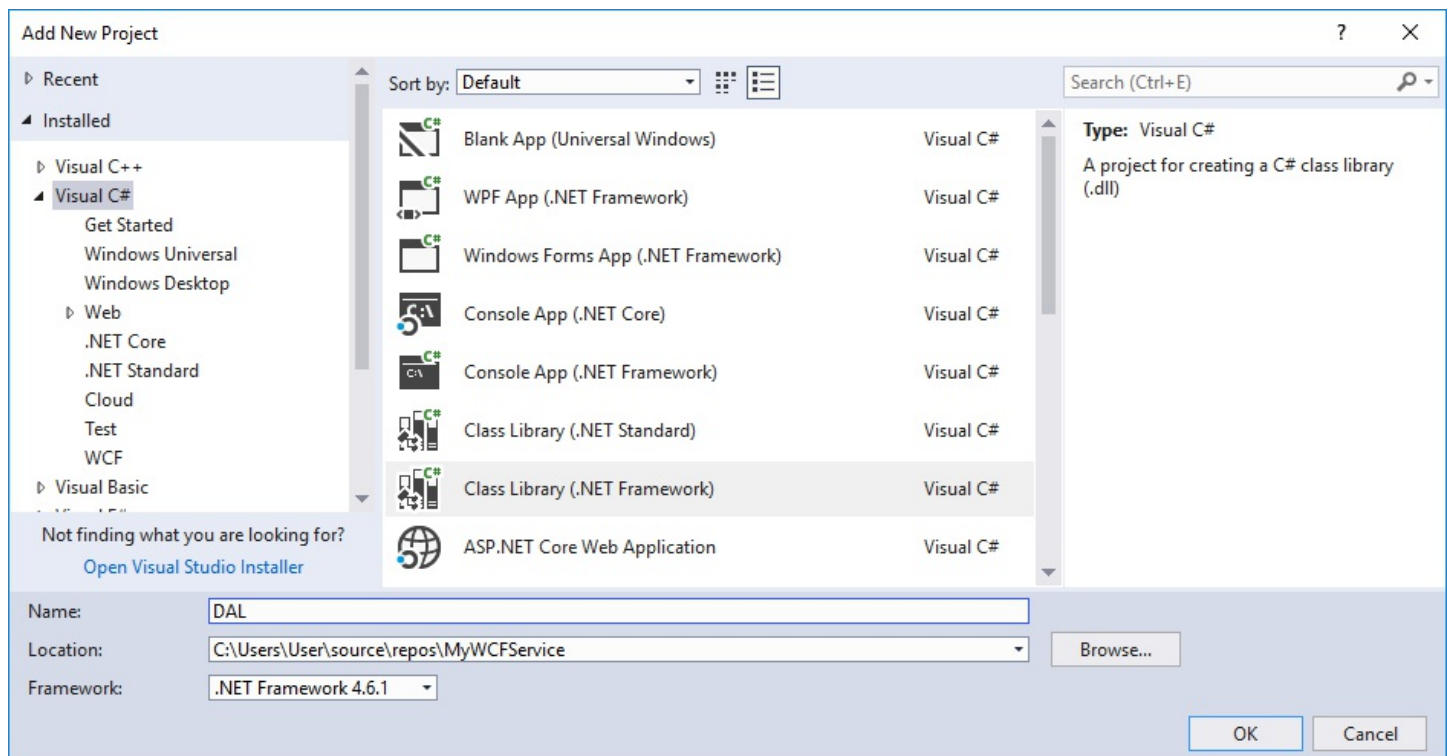 Add New Project
?
Recent
Installed
Visual C++
Visual C#
Get Started
Windows Universal
Windows Desktop
Web
.NET Core
.NET Standard
Cloud
Test
WCF
Visual Basic
Not finding what you are looking for?
Open Visual Studio Installer
Sort by: Default
C# Blank App (Universal Windows) Visual C#
C# WPF App (.NET Framework) Visual C#
C# Windows Forms App (.NET Framework) Visual C#
C:\ Console App (.NET Core) Visual C#
C# C:\ Console App (.NET Framework) Visual C#
C# Class Library (.NET Standard) Visual C#
C# Class Library (.NET Framework) Visual C#
ASP.NET Core Web Application Visual C#
Search (Ctrl+E)
Type: Visual C#
A project for creating a C# class library
(.dll)
Name: DAL
Location: C:\Users\User\source\repos\MyWCFService Browse...
Framework: .NET Framework 4.6.1
OK Cancel